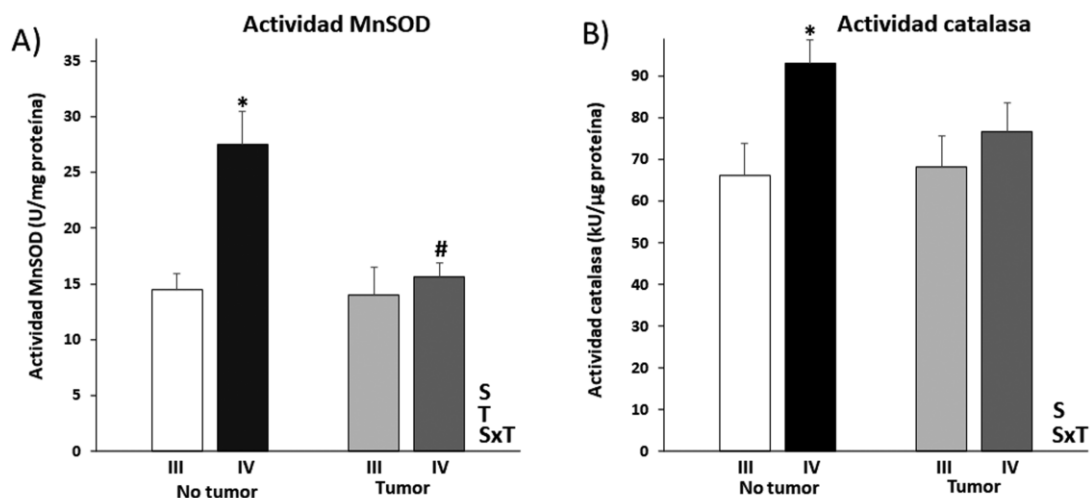 A)
Actividad MnSOD
Actividad MnSOD (U/mg proteína)
35
30
25
20
15
10
5
0
*
#
S
T
SxT
III
IV
III
IV
No tumor
Tumor
B)
Actividad catalasa
Actividad catalasa (kU/µg proteína)
90
80
70
60
50
40
30
20
10
0
*
S
SxT
III
IV
III
IV
No tumor
Tumor